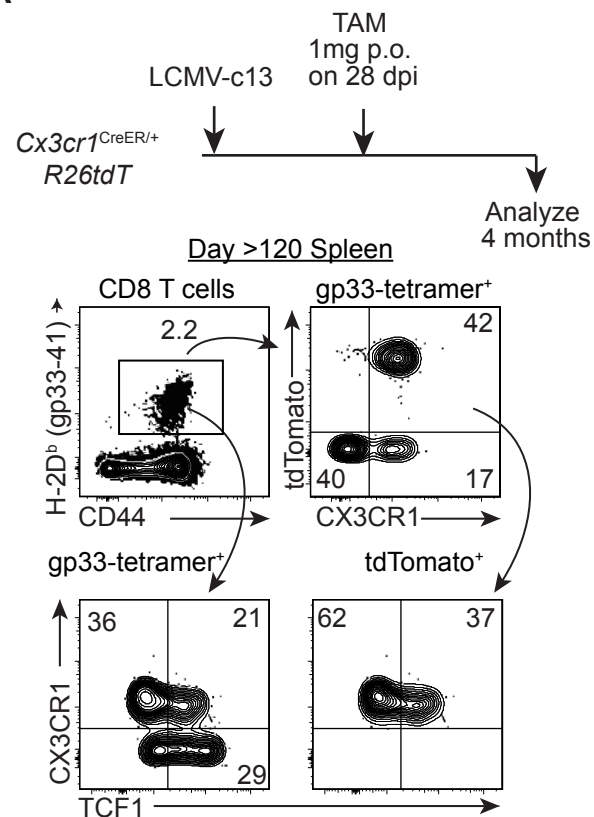 TAM
1mg p.o.
on 28 dpi
LCMV-c13
Cx3cr1^CreER/+
R26tdT
Analyze
4 months
Day >120 Spleen
CD8 T cells
gp33-tetramer⁺
H-2Dᵇ (gp33-41)
2.2
CD44
tdTomato
42
40
17
CX3CR1
gp33-tetramer⁺
tdTomato⁺
CX3CR1
36 21
29
62 37
TCF1